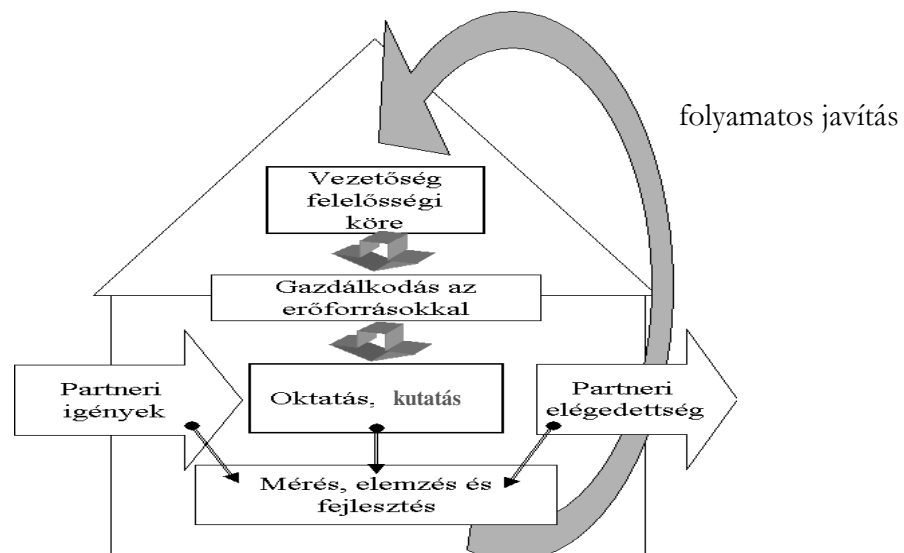 folyamatos javítás
Vezetőség
felelősségi
köre
Gazdálkodás az
erőforrásokkal
Partneri
igények
Oktatás, kutatás
Partneri
elégedettség
Mérés, elemzés és
fejlesztés